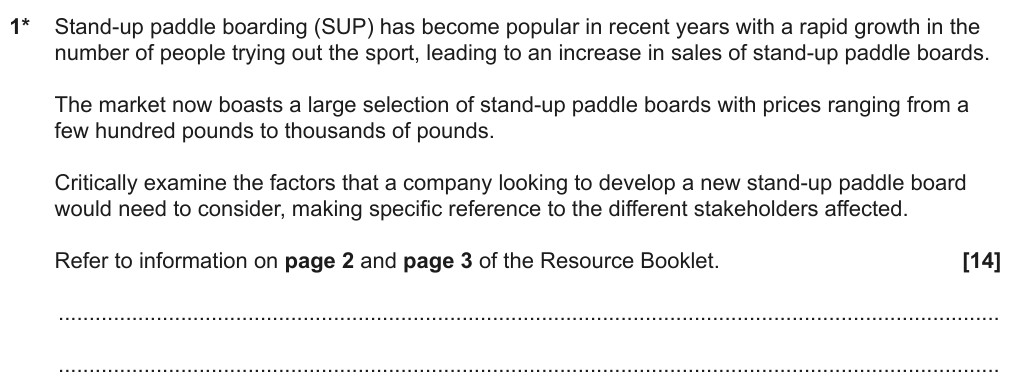 1* Stand-up paddle boarding (SUP) has become popular in recent years with a rapid growth in the
number of people trying out the sport, leading to an increase in sales of stand-up paddle boards.
The market now boasts a large selection of stand-up paddle boards with prices ranging from a
few hundred pounds to thousands of pounds.
Critically examine the factors that a company looking to develop a new stand-up paddle board
would need to consider, making specific reference to the different stakeholders affected.
Refer to information on page 2 and page 3 of the Resource Booklet. [14]